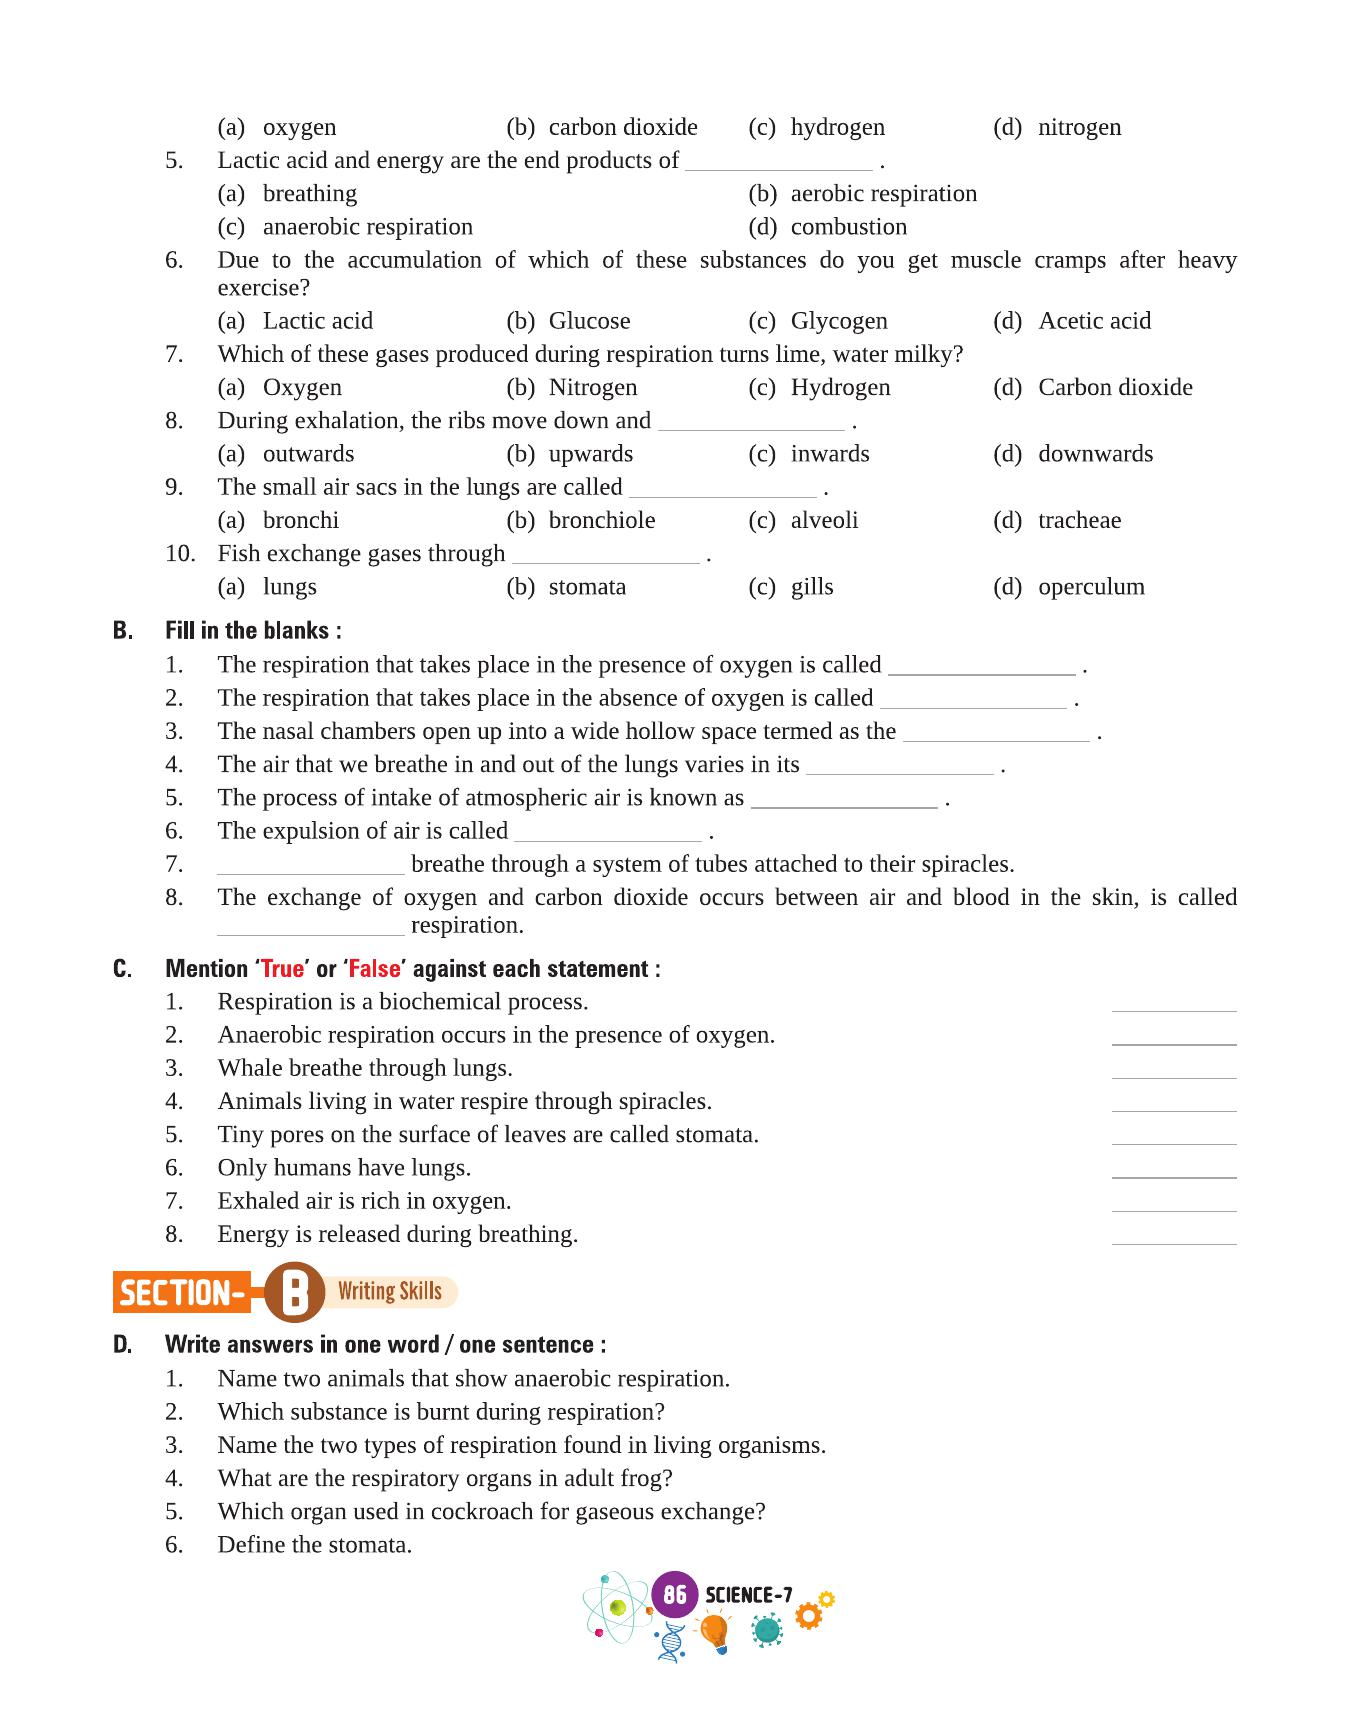 (a) oxygen (b) carbon dioxide (c) hydrogen (d) nitrogen
5. Lactic acid and energy are the end products of _______________ .
(a) breathing (b) aerobic respiration
(c) anaerobic respiration (d) combustion
6. Due to the accumulation of which of these substances do you get muscle cramps after heavy
exercise?
(a) Lactic acid (b) Glucose (c) Glycogen (d) Acetic acid
7. Which of these gases produced during respiration turns lime, water milky?
(a) Oxygen (b) Nitrogen (c) Hydrogen (d) Carbon dioxide
8. During exhalation, the ribs move down and _______________ .
(a) outwards (b) upwards (c) inwards (d) downwards
9. The small air sacs in the lungs are called _______________ .
(a) bronchi (b) bronchiole (c) alveoli (d) tracheae
10. Fish exchange gases through _______________ .
(a) lungs (b) stomata (c) gills (d) operculum
B. Fill in the blanks :
1. The respiration that takes place in the presence of oxygen is called _______________ .
2. The respiration that takes place in the absence of oxygen is called _______________ .
3. The nasal chambers open up into a wide hollow space termed as the _______________ .
4. The air that we breathe in and out of the lungs varies in its _______________ .
5. The process of intake of atmospheric air is known as _______________ .
6. The expulsion of air is called _______________ .
7. _______________ breathe through a system of tubes attached to their spiracles.
8. The exchange of oxygen and carbon dioxide occurs between air and blood in the skin, is called
_______________ respiration.
C. Mention ‘True’ or ‘False’ against each statement :
1. Respiration is a biochemical process. __________
2. Anaerobic respiration occurs in the presence of oxygen. __________
3. Whale breathe through lungs. __________
4. Animals living in water respire through spiracles. __________
5. Tiny pores on the surface of leaves are called stomata. __________
6. Only humans have lungs. __________
7. Exhaled air is rich in oxygen. __________
8. Energy is released during breathing. __________
SECTION- B Writing Skills
D. Write answers in one word / one sentence :
1. Name two animals that show anaerobic respiration.
2. Which substance is burnt during respiration?
3. Name the two types of respiration found in living organisms.
4. What are the respiratory organs in adult frog?
5. Which organ used in cockroach for gaseous exchange?
6. Define the stomata.
86 SCIENCE-7